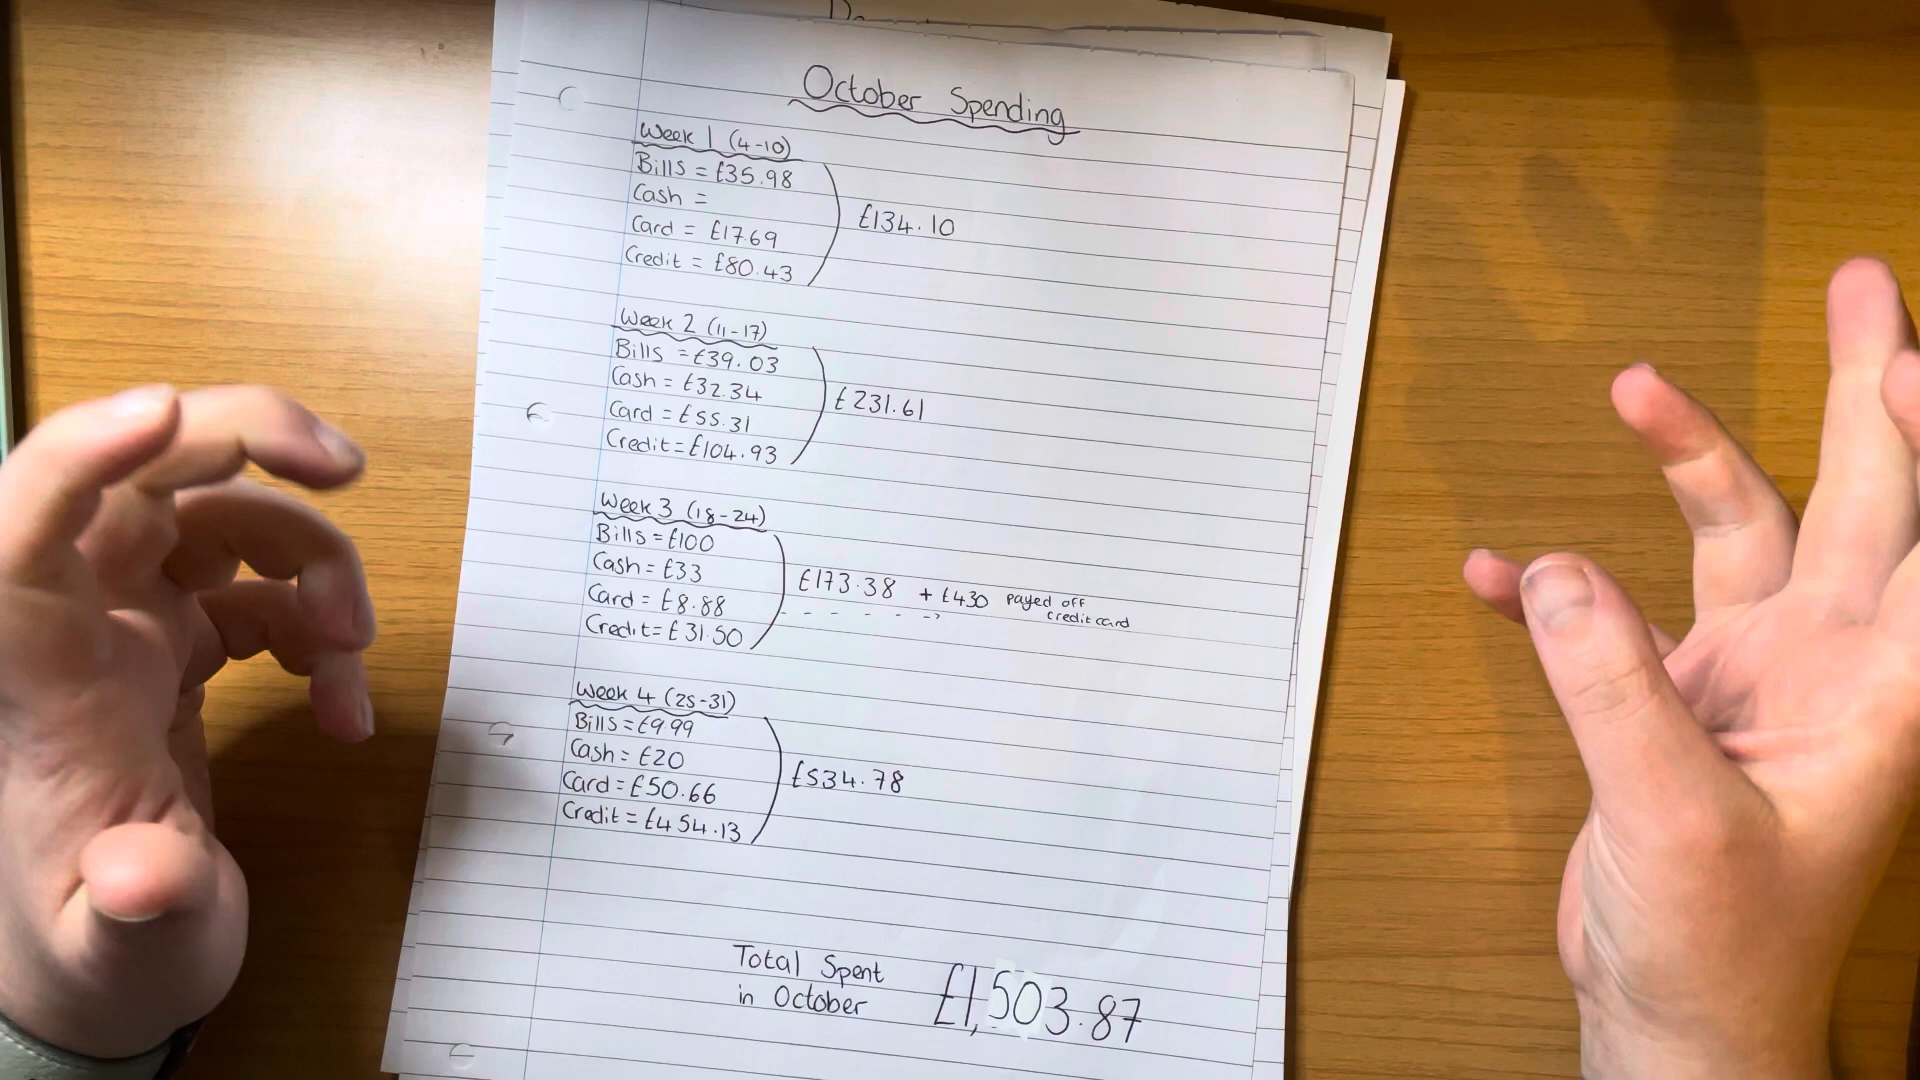 October Spending
Week 1 (4-10)
Bills = £35.98
Cash =
Card = £17.69
Credit = £80.43
£134.10
Week 2 (11-17)
Bills = £39.03
Cash = £32.34
Card = £55.31
Credit = £104.93
£231.61
Week 3 (18-24)
Bills = £100
Cash = £33
Card = £8.88
Credit = £31.50
£173.38 + £430 payed off
credit card
Week 4 (25-31)
Bills = £9.99
Cash = £20
Card = £50.66
Credit = £454.13
£534.78
Total Spent
in October
£1,503.87